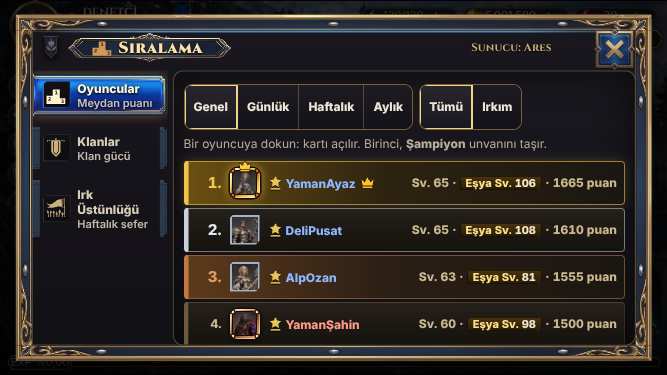 SIRALAMA
SUNUCU: ARES
Oyuncular
Meydan puanı
Klanlar
Klan gücü
Irk
Üstünlüğü
Haftalık sefer
Genel Günlük Haftalık Aylık Tümü Irkım
Bir oyuncuya dokun: kartı açılır. Birinci, Şampiyon unvanını taşır.
1. YamanAyaz Sv. 65 · Eşya Sv. 106 · 1665 puan
2. DeliPusat Sv. 65 · Eşya Sv. 108 · 1610 puan
3. AlpOzan Sv. 63 · Eşya Sv. 81 · 1555 puan
4. YamanŞahin Sv. 60 · Eşya Sv. 98 · 1500 puan